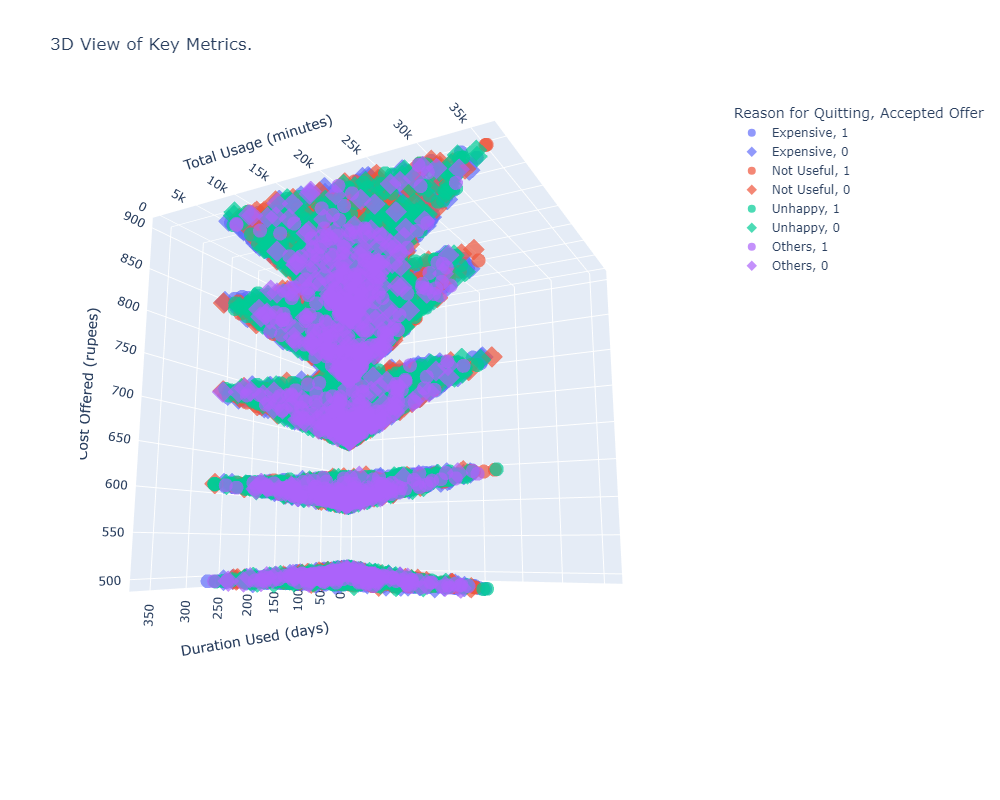 3D View of Key Metrics.
Total Usage (minutes)
0
5k
10k
15k
20k
25k
30k
35k
Cost Offered (rupees)
900
850
800
750
700
650
600
550
500
Duration Used (days)
350
300
250
200
150
100
50
0
Reason for Quitting, Accepted Offer
Expensive, 1
Expensive, 0
Not Useful, 1
Not Useful, 0
Unhappy, 1
Unhappy, 0
Others, 1
Others, 0